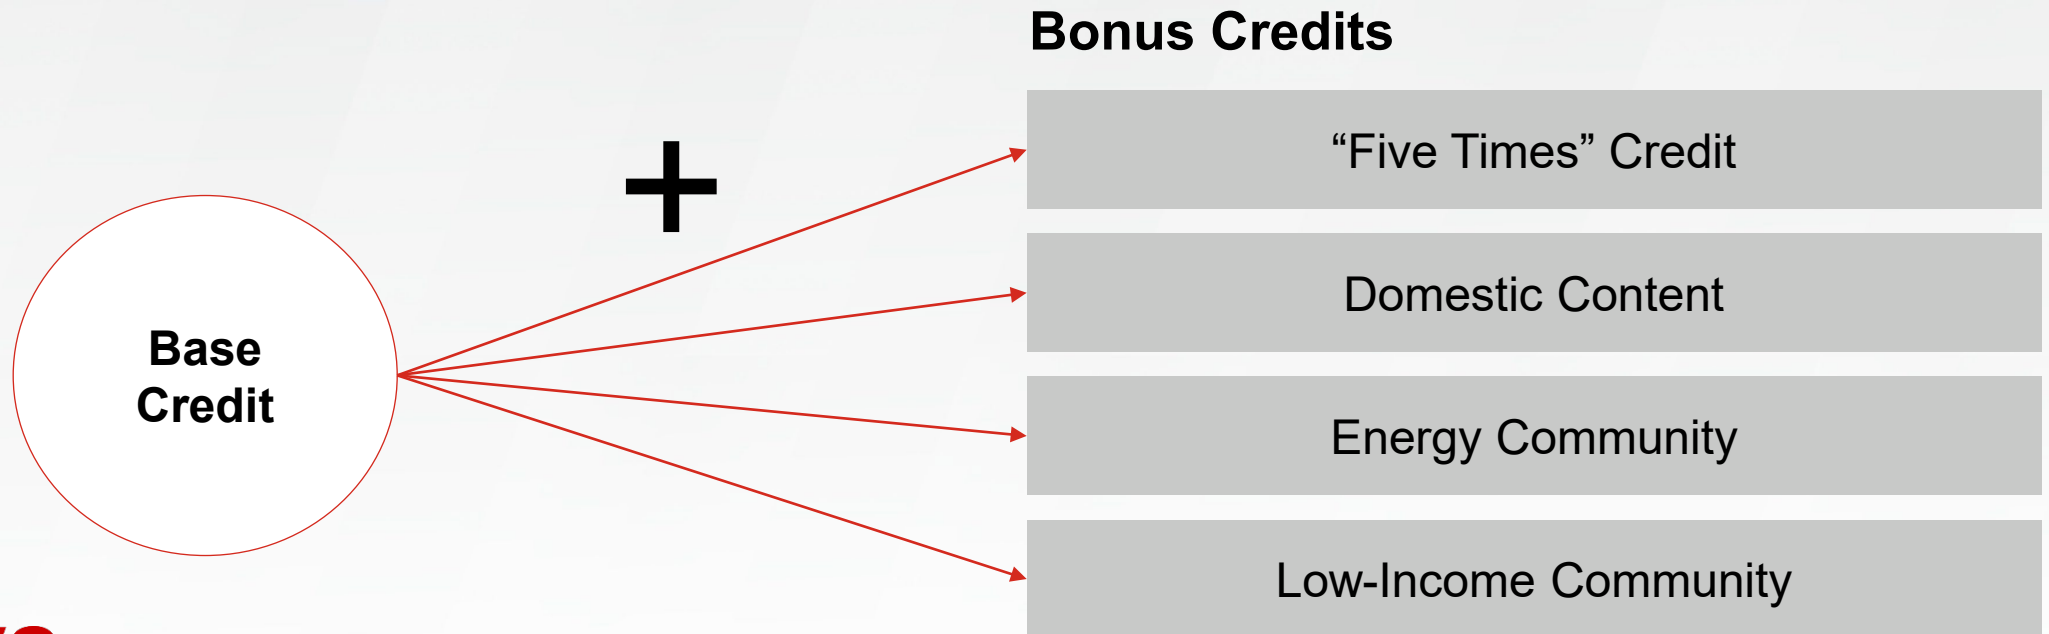 Bonus Credits
+
“Five Times” Credit
Domestic Content
Base
Credit
Energy Community
Low-Income Community